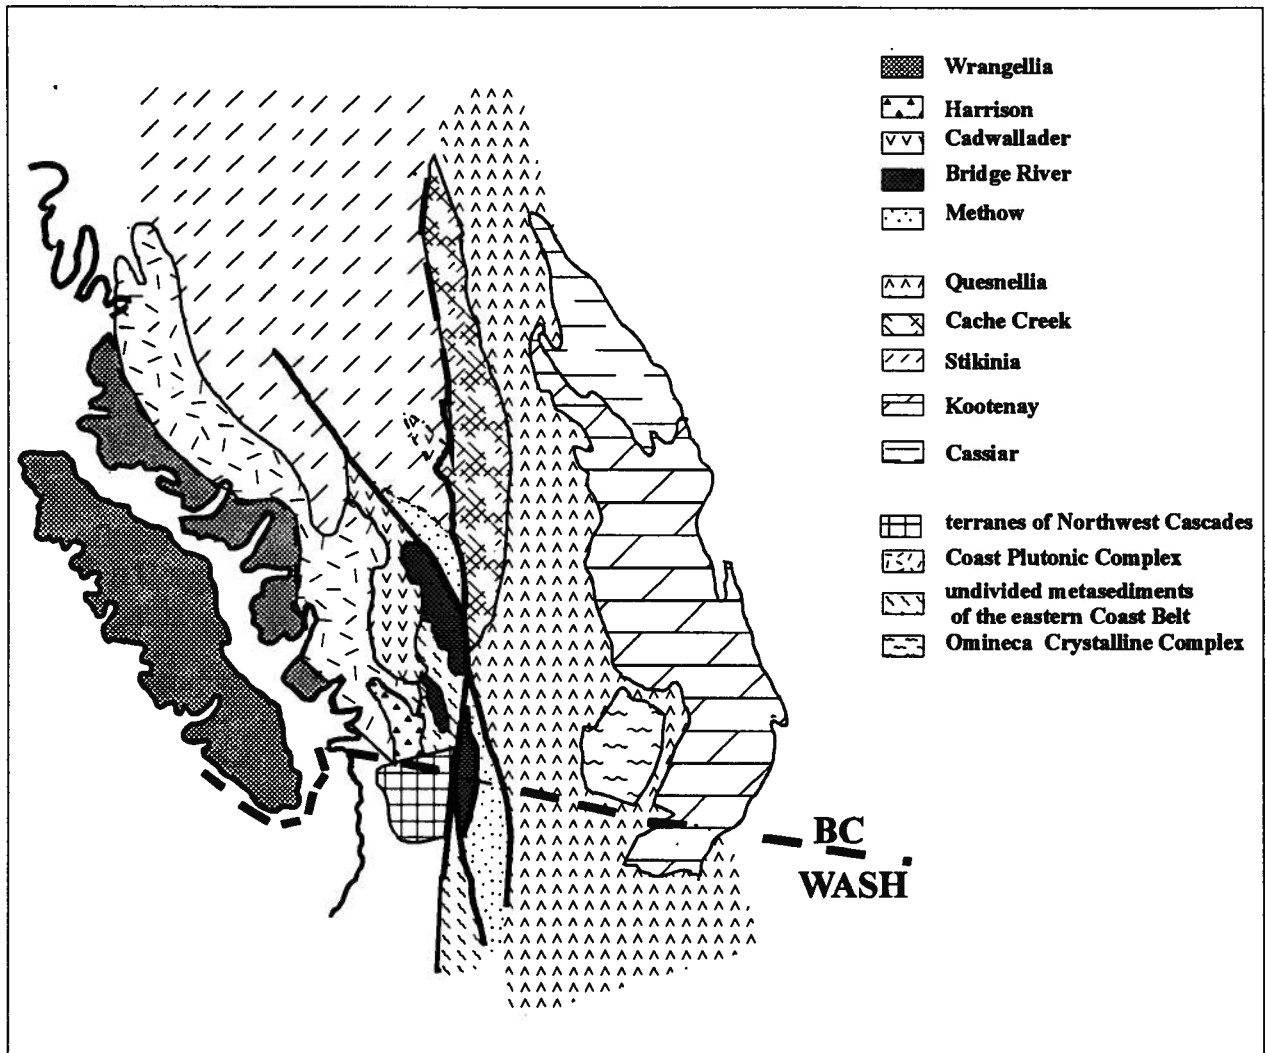 Wrangellia
Harrison
Cadwallader
Bridge River
Methow
Quesnellia
Cache Creek
Stikinia
Kootenay
Cassiar
terranes of Northwest Cascades
Coast Plutonic Complex
undivided metasediments
of the eastern Coast Belt
Omineca Crystalline Complex
BC
WASH